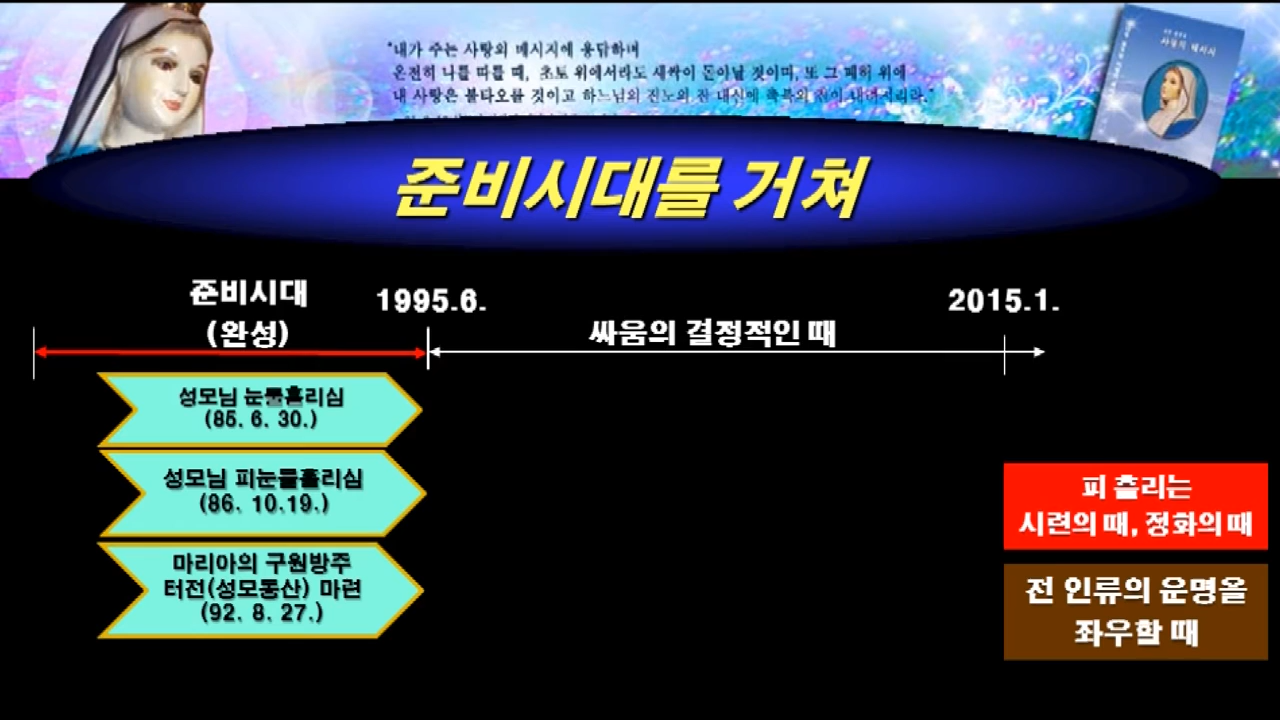 "내가 주는 사랑의 메시지에 응답하며
온전히 나를 따를 때, 초토 위에서라도 새싹이 돋아날 것이며, 또 그 폐허 위에
내 사랑은 불타오를 것이고 하느님의 진노의 잔 대신에 축복의 잔이 내려지리라."
사랑의 메시지
준비시대를 거쳐
준비시대
(완성)
1995.6.
싸움의 결정적인 때
2015.1.
성모님 눈물흘리심
(85. 6. 30.)
성모님 피눈물흘리심
(86. 10.19.)
마리아의 구원방주
터전(성모동산) 마련
(92. 8. 27.)
피 흘리는
시련의 때, 정화의 때
전 인류의 운명을
좌우할 때